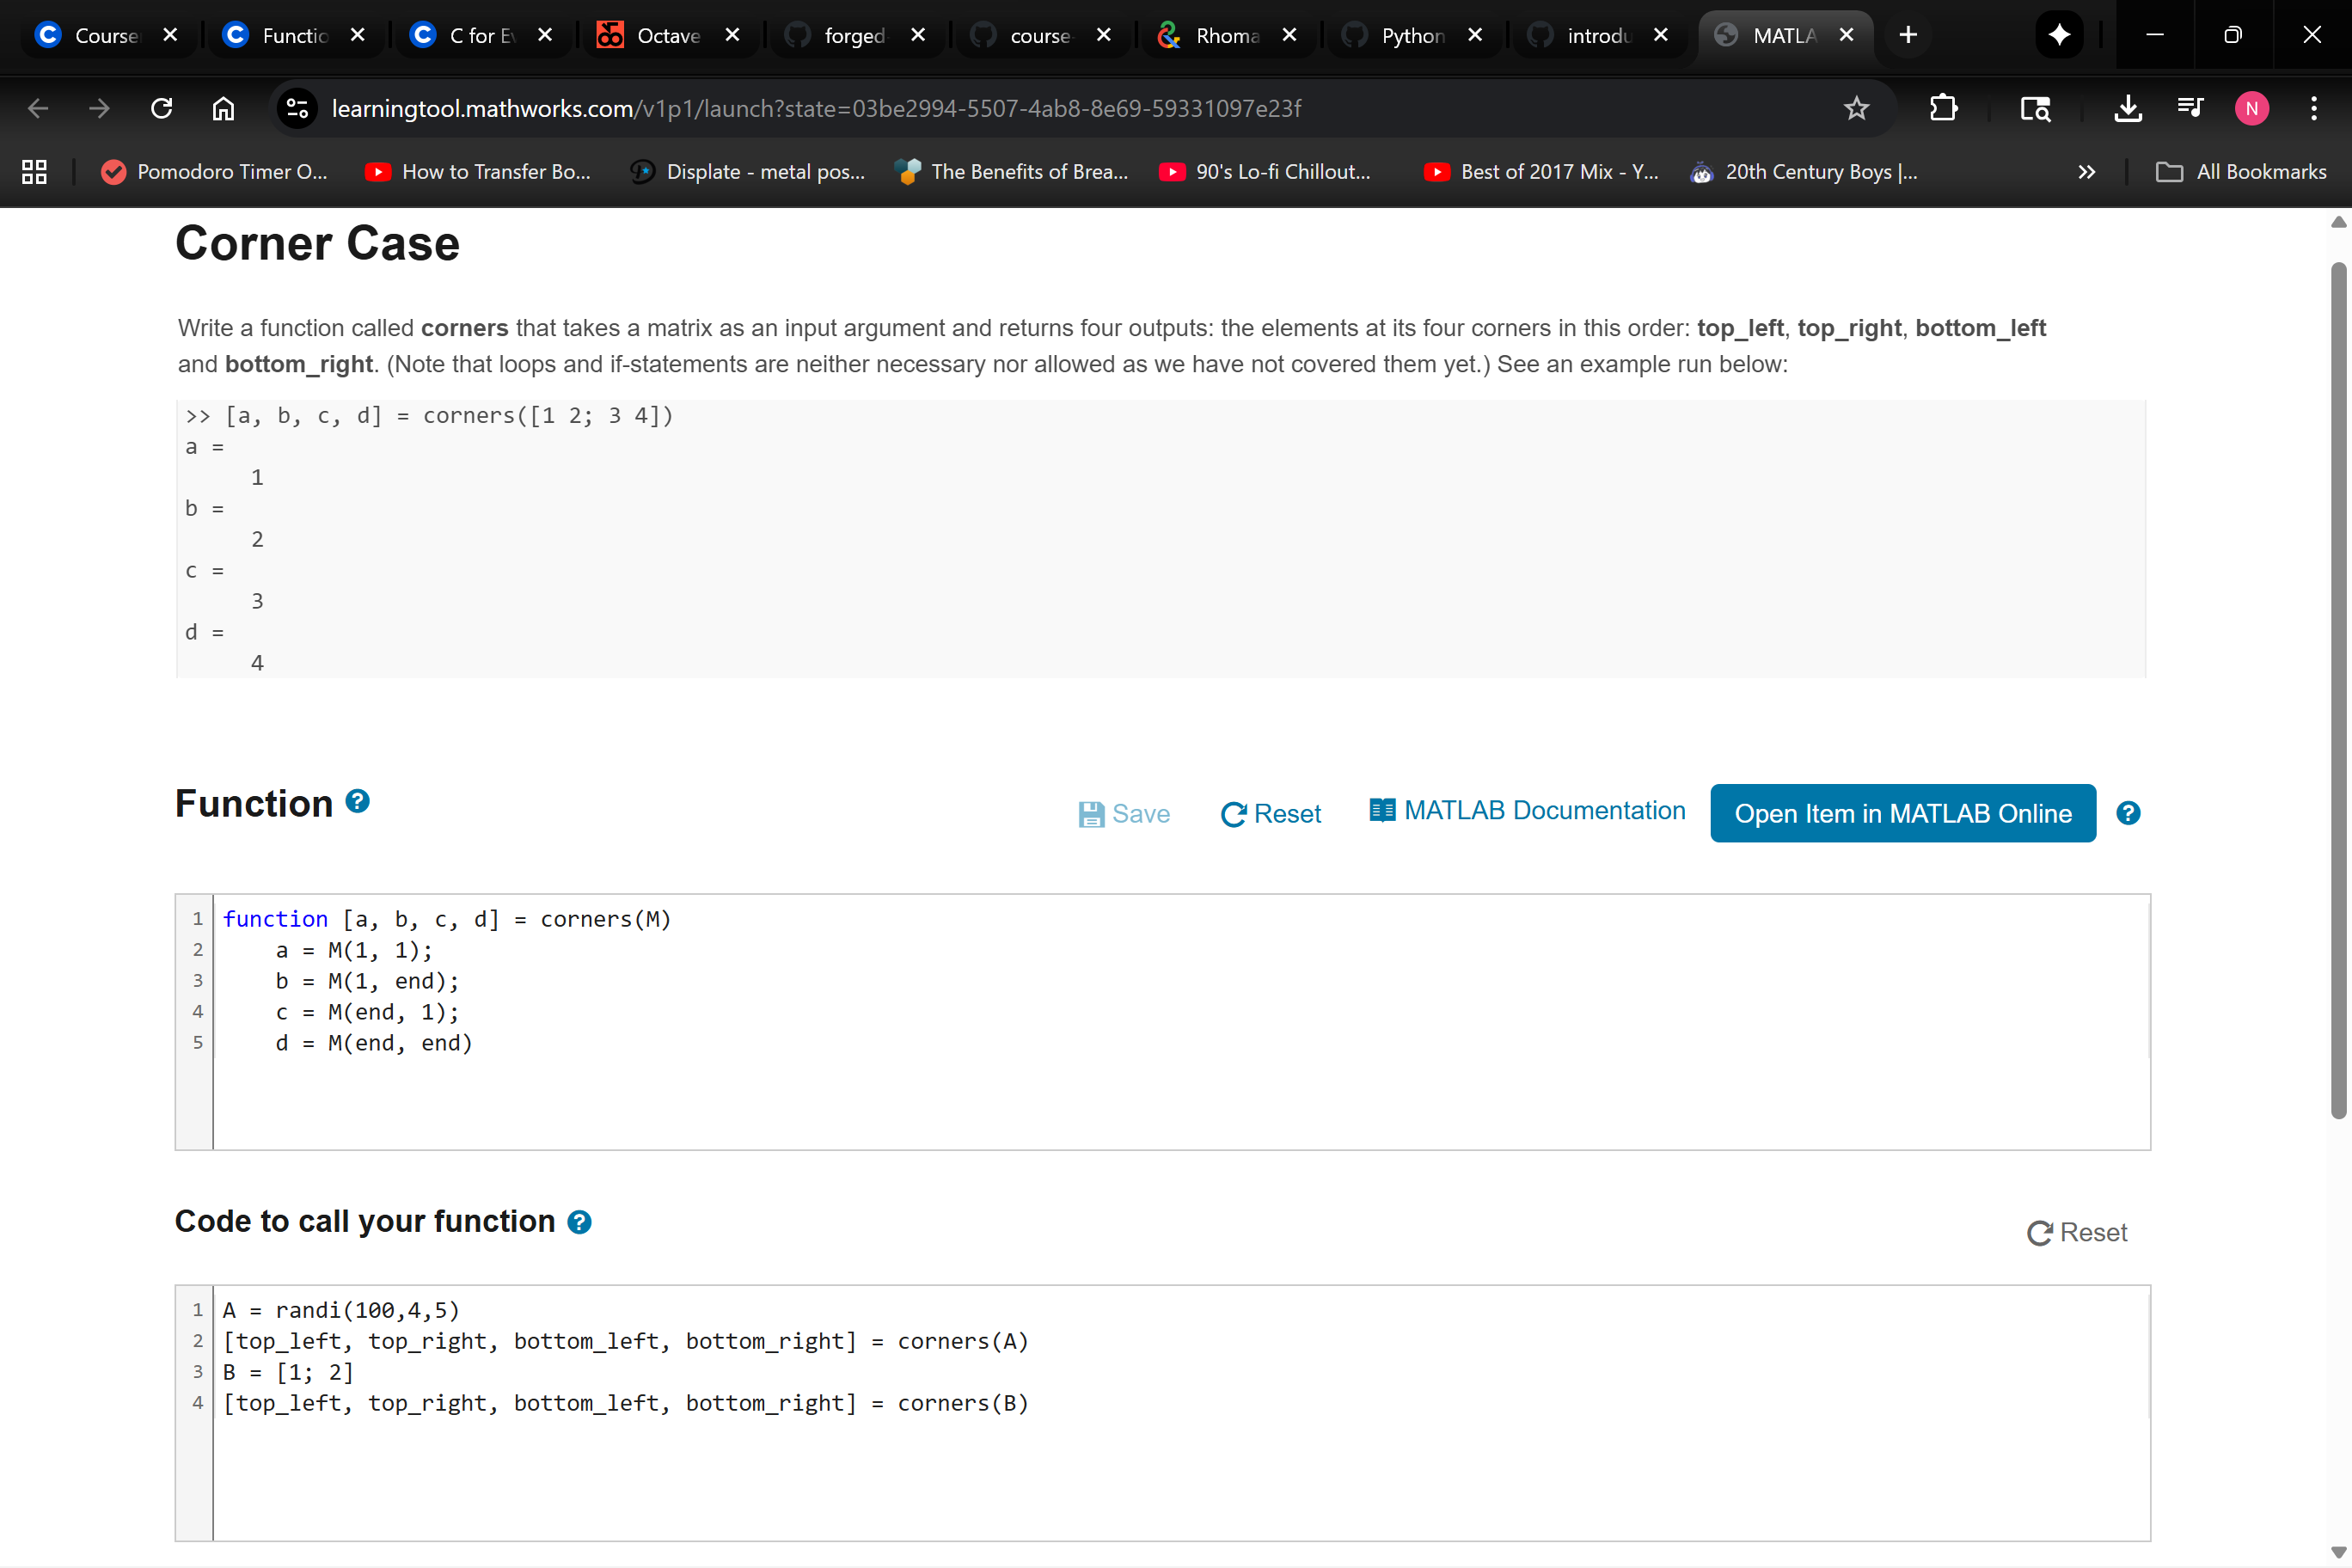 Course
Functio
C for Ev
Octave
forged
course-
Rhoma
Python
introdu
MATLA
learningtool.mathworks.com/v1p1/launch?state=03be2994-5507-4ab8-8e69-59331097e23f
N
Pomodoro Timer O...
How to Transfer Bo...
Displate - metal pos...
The Benefits of Brea...
90's Lo-fi Chillout...
Best of 2017 Mix - Y...
20th Century Boys |...
All Bookmarks
Corner Case
Write a function called corners that takes a matrix as an input argument and returns four outputs: the elements at its four corners in this order: top_left, top_right, bottom_left
and bottom_right. (Note that loops and if-statements are neither necessary nor allowed as we have not covered them yet.) See an example run below:
>> [a, b, c, d] = corners([1 2; 3 4])
a =
1
b =
2
c =
3
d =
4
Function ?
Save
Reset
MATLAB Documentation
Open Item in MATLAB Online
?
1 function [a, b, c, d] = corners(M)
2 a = M(1, 1);
3 b = M(1, end);
4 c = M(end, 1);
5 d = M(end, end)
Code to call your function ?
Reset
1 A = randi(100,4,5)
2 [top_left, top_right, bottom_left, bottom_right] = corners(A)
3 B = [1; 2]
4 [top_left, top_right, bottom_left, bottom_right] = corners(B)